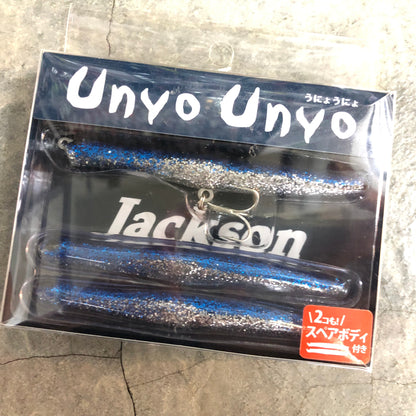 Unyo Unyo
うにょうにょ
Jackson
2コも!
スペアボディ
付き